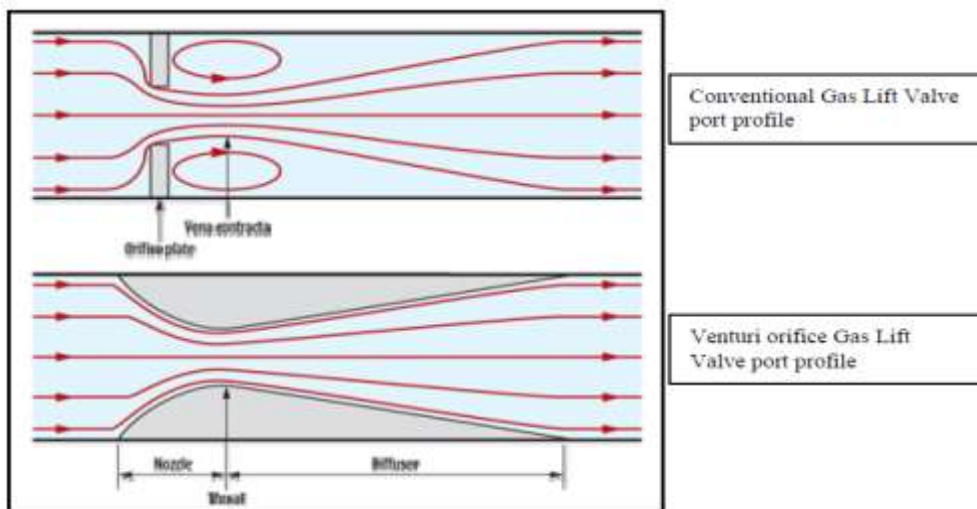 Conventional Gas Lift Valve
port profile
Vena contracta
Orifice plate
Venturi orifice Gas Lift
Valve port profile
Nozzle
Diffuser
Throat